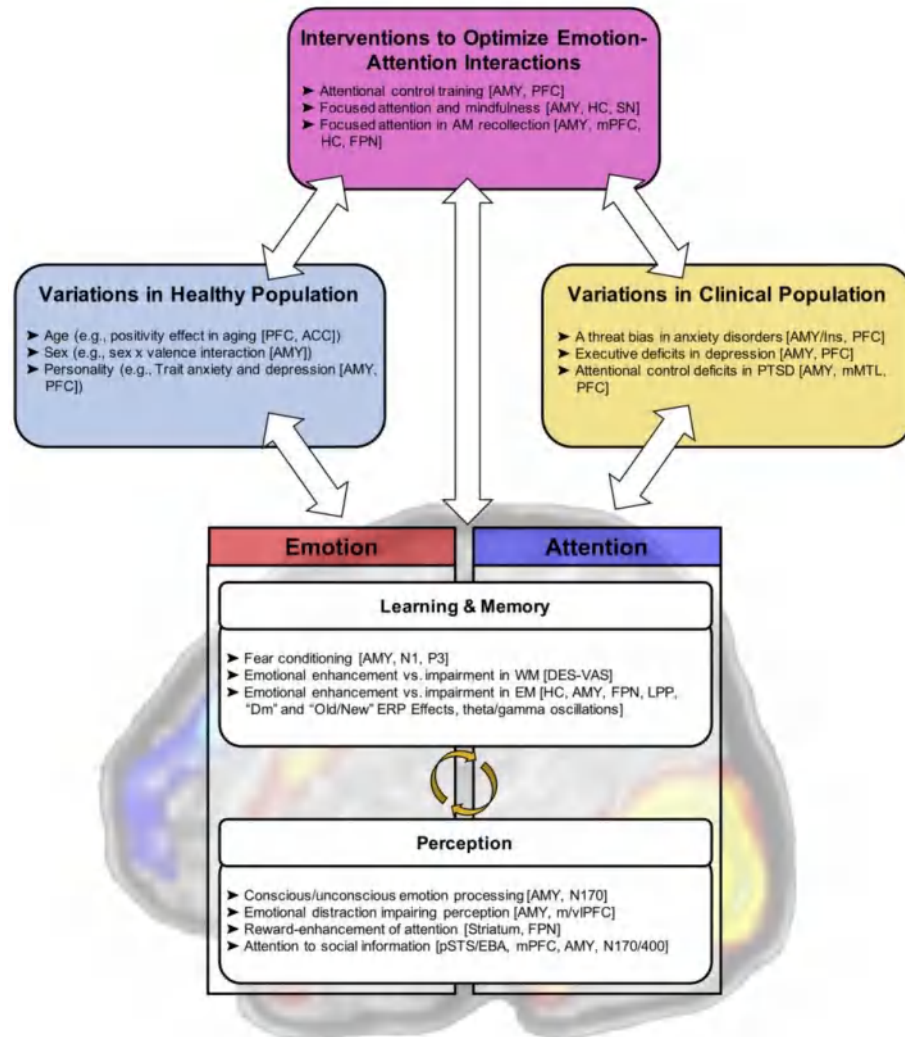 Interventions to Optimize Emotion-
Attention Interactions
➤ Attentional control training [AMY, PFC]
➤ Focused attention and mindfulness [AMY, HC, SN]
➤ Focused attention in AM recollection [AMY, mPFC,
HC, FPN]
Variations in Healthy Population
➤ Age (e.g., positivity effect in aging [PFC, ACC])
➤ Sex (e.g., sex x valence interaction [AMY])
➤ Personality (e.g., Trait anxiety and depression [AMY,
PFC])
Variations in Clinical Population
➤ A threat bias in anxiety disorders [AMY/Ins, PFC]
➤ Executive deficits in depression [AMY, PFC]
➤ Attentional control deficits in PTSD [AMY, mMTL,
PFC]
Emotion
Attention
Learning & Memory
➤ Fear conditioning [AMY, N1, P3]
➤ Emotional enhancement vs. impairment in WM [DES-VAS]
➤ Emotional enhancement vs. impairment in EM [HC, AMY, FPN, LPP,
“Dm” and “Old/New” ERP Effects, theta/gamma oscillations]
Perception
➤ Conscious/unconscious emotion processing [AMY, N170]
➤ Emotional distraction impairing perception [AMY, m/vlPFC]
➤ Reward-enhancement of attention [Striatum, FPN]
➤ Attention to social information [pSTS/EBA, mPFC, AMY, N170/400]